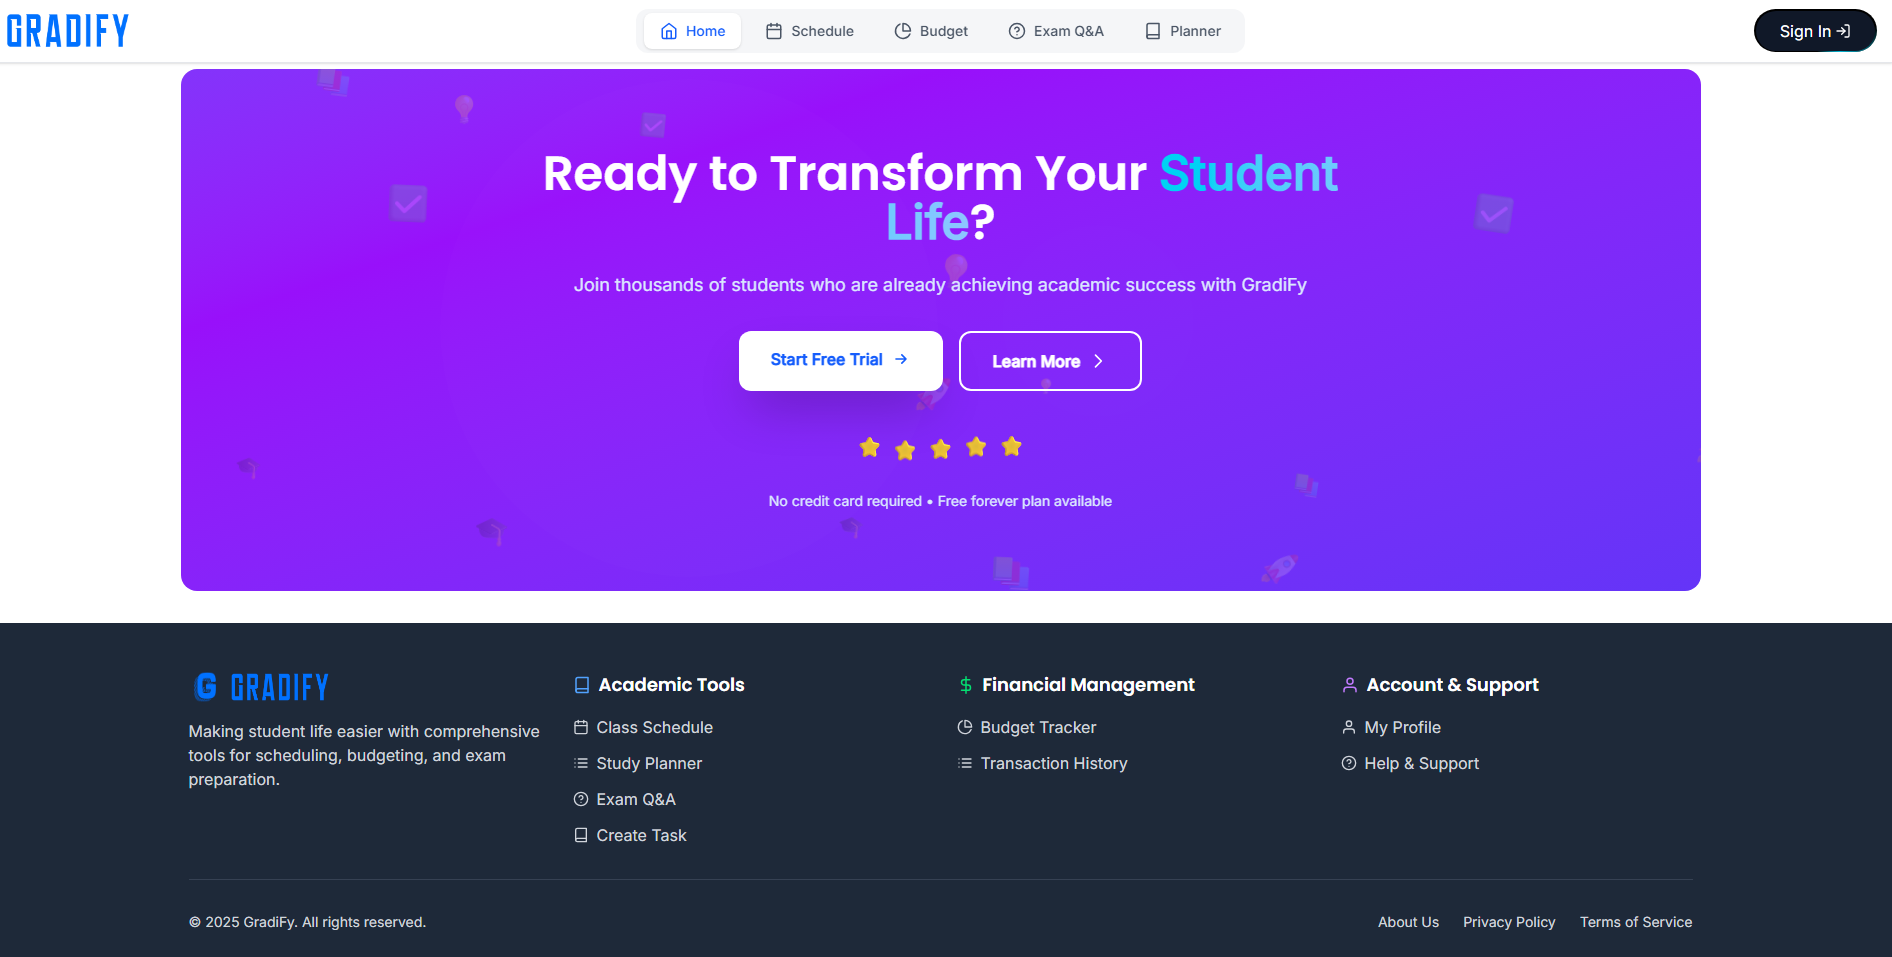 GRADIFY
Home
Schedule
Budget
Exam Q&A
Planner
Sign In
Ready to Transform Your Student
Life?
Join thousands of students who are already achieving academic success with GradiFy
Start Free Trial
Learn More
No credit card required • Free forever plan available
G GRADIFY
Making student life easier with comprehensive
tools for scheduling, budgeting, and exam
preparation.
Academic Tools
Class Schedule
Study Planner
Exam Q&A
Create Task
Financial Management
Budget Tracker
Transaction History
Account & Support
My Profile
Help & Support
© 2025 GradiFy. All rights reserved.
About Us
Privacy Policy
Terms of Service